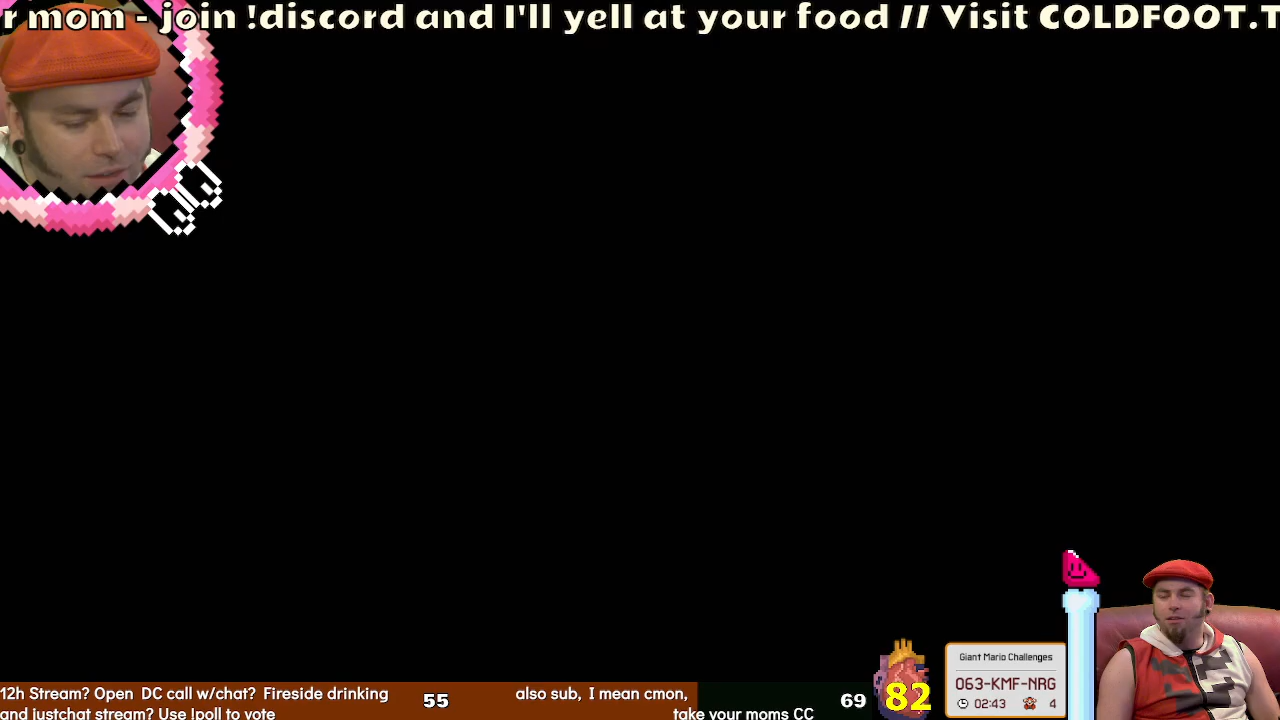 r mom - join !discord and I'll yell at your food // Visit COLDFOOT.T
Giant Mario Challenges
063-KMF-NRG
02:43 4
82
12h Stream? Open DC call w/chat? Fireside drinking
and justchat stream? Use !poll to vote
55
also sub, I mean cmon,
take your moms CC
69